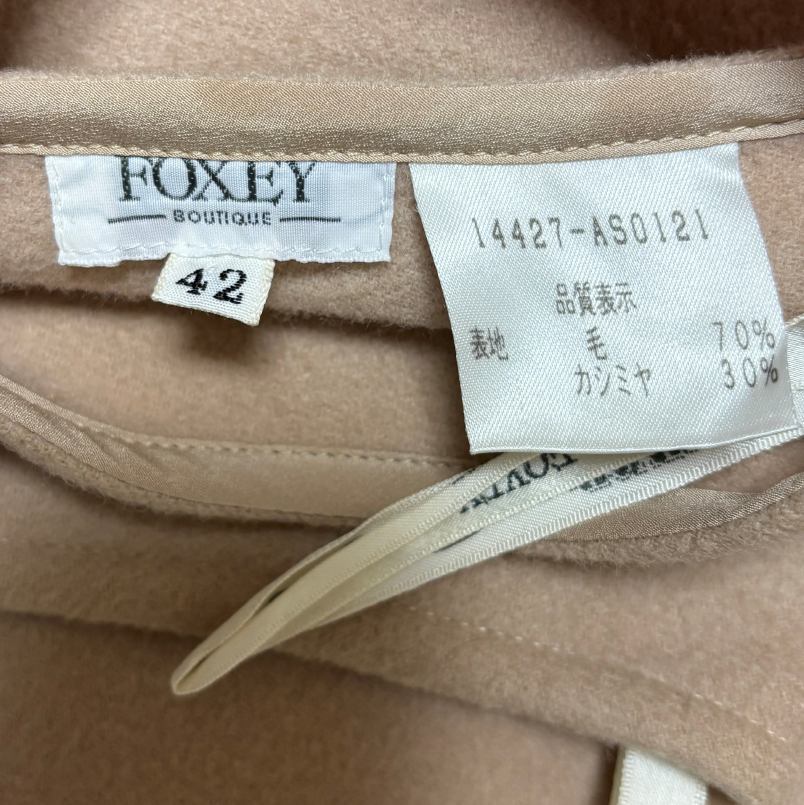 FOXEY
BOUTIQUE
42
14427-AS0121
品質表示
表地 毛 70%
カシミヤ 30%